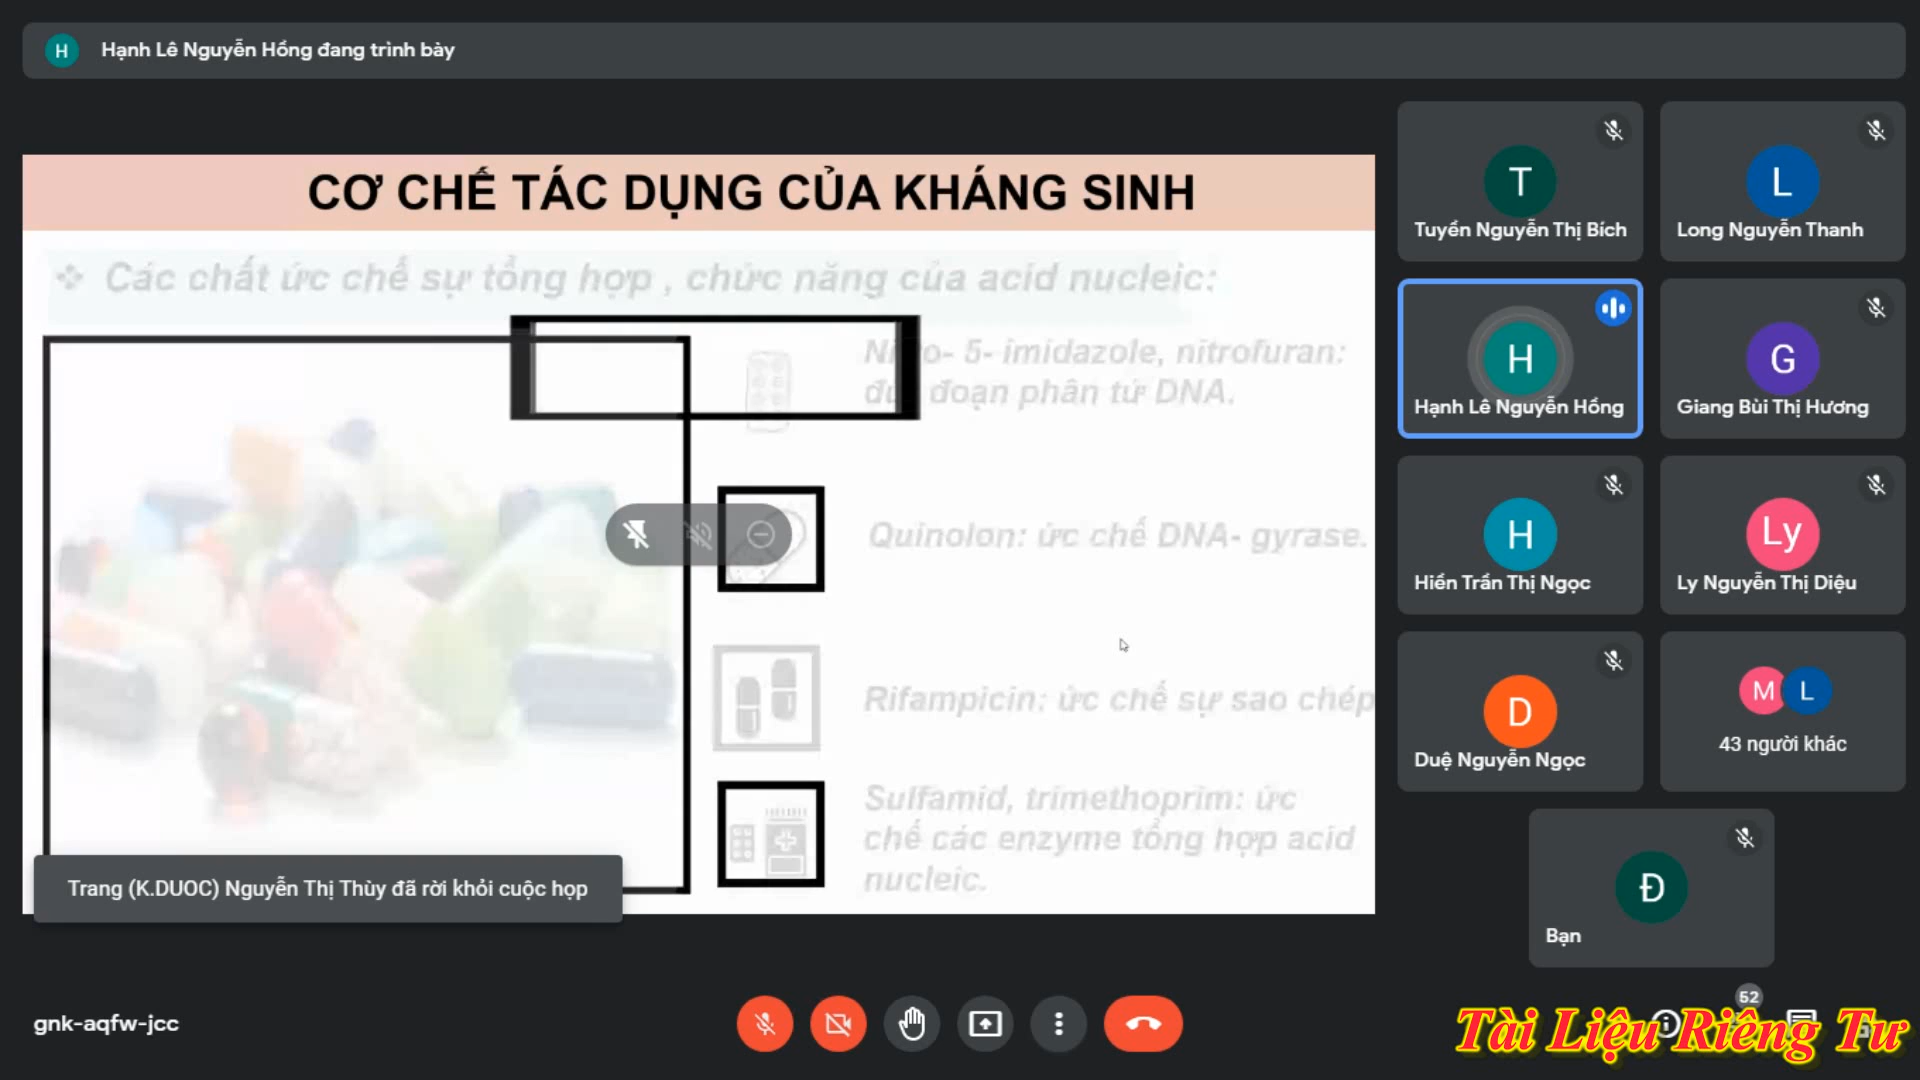 H
Hạnh Lê Nguyễn Hồng đang trình bày
CƠ CHẾ TÁC DỤNG CỦA KHÁNG SINH
❖ Các chất ức chế sự tổng hợp , chức năng của acid nucleic:
5- imidazole, nitrofuran:
đoạn phân tử DNA.
Quinolon: ức chế DNA- gyrase.
Rifampicin: ức chế sự sao chép
Sulfamid, trimethoprim: ức
chế các enzyme tổng hợp acid
nucleic.
Trang (K.DUOC) Nguyễn Thị Thùy đã rời khỏi cuộc họp
T
Tuyền Nguyễn Thị Bích
L
Long Nguyễn Thanh
H
Hạnh Lê Nguyễn Hồng
G
Giang Bùi Thị Hương
H
Hiền Trần Thị Ngọc
Ly
Ly Nguyễn Thị Diệu
D
Duệ Nguyễn Ngọc
M L
43 người khác
Đ
Bạn
gnk-aqfw-jcc
52
Tài Liệu Riêng Tư